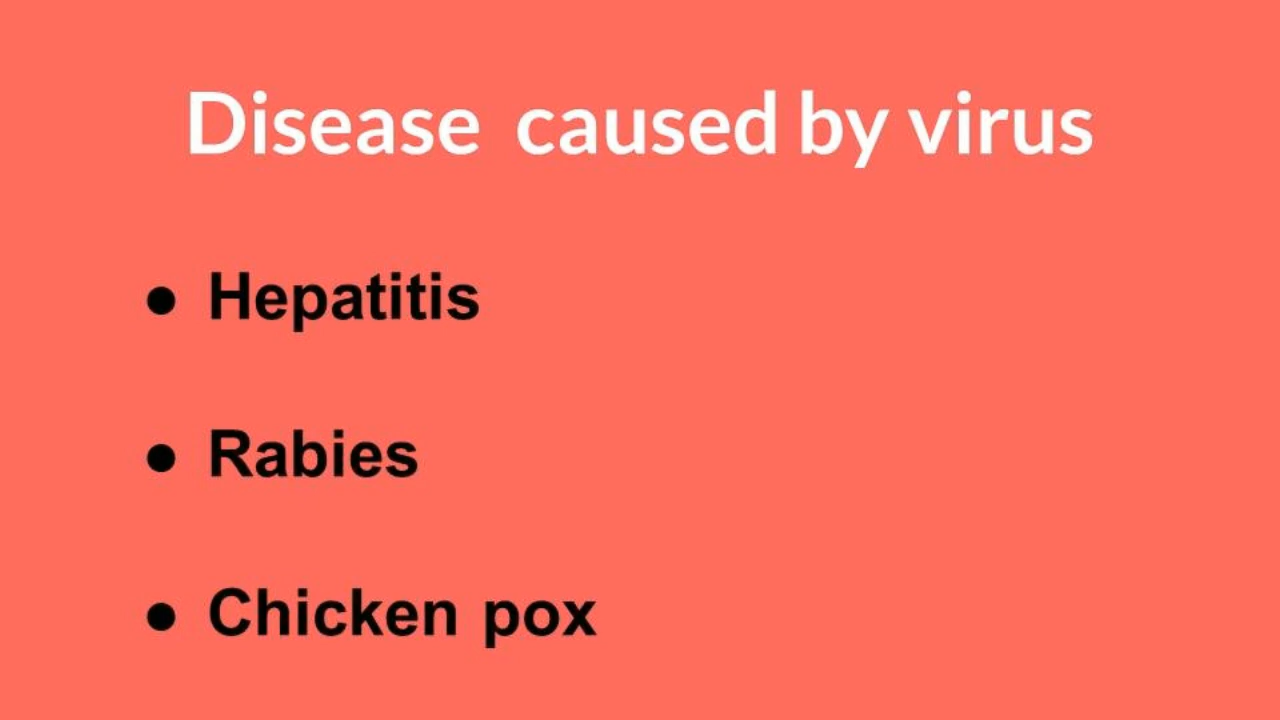 Disease caused by virus
● Hepatitis
● Rabies
● Chicken pox